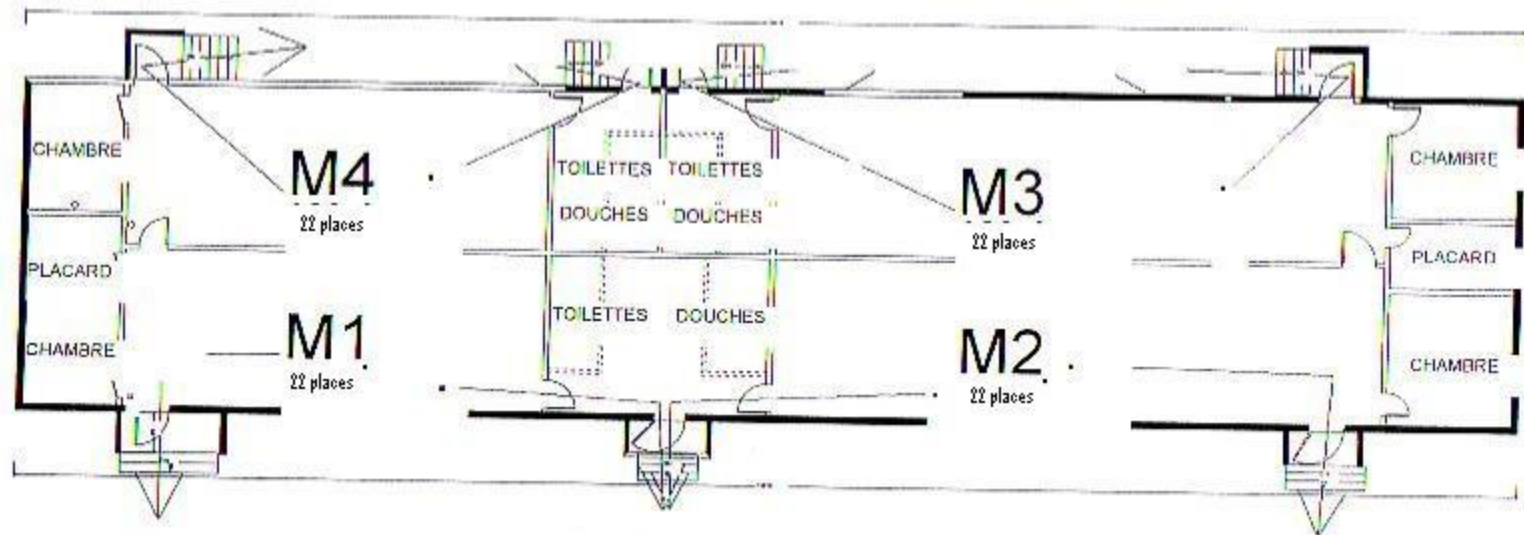 CHAMBRE
M4
22 places
TOILETTES TOILETTES
DOUCHES DOUCHES
M3
22 places
CHAMBRE
PLACARD
PLACARD
CHAMBRE
M1
22 places
TOILETTES DOUCHES
M2
22 places
CHAMBRE